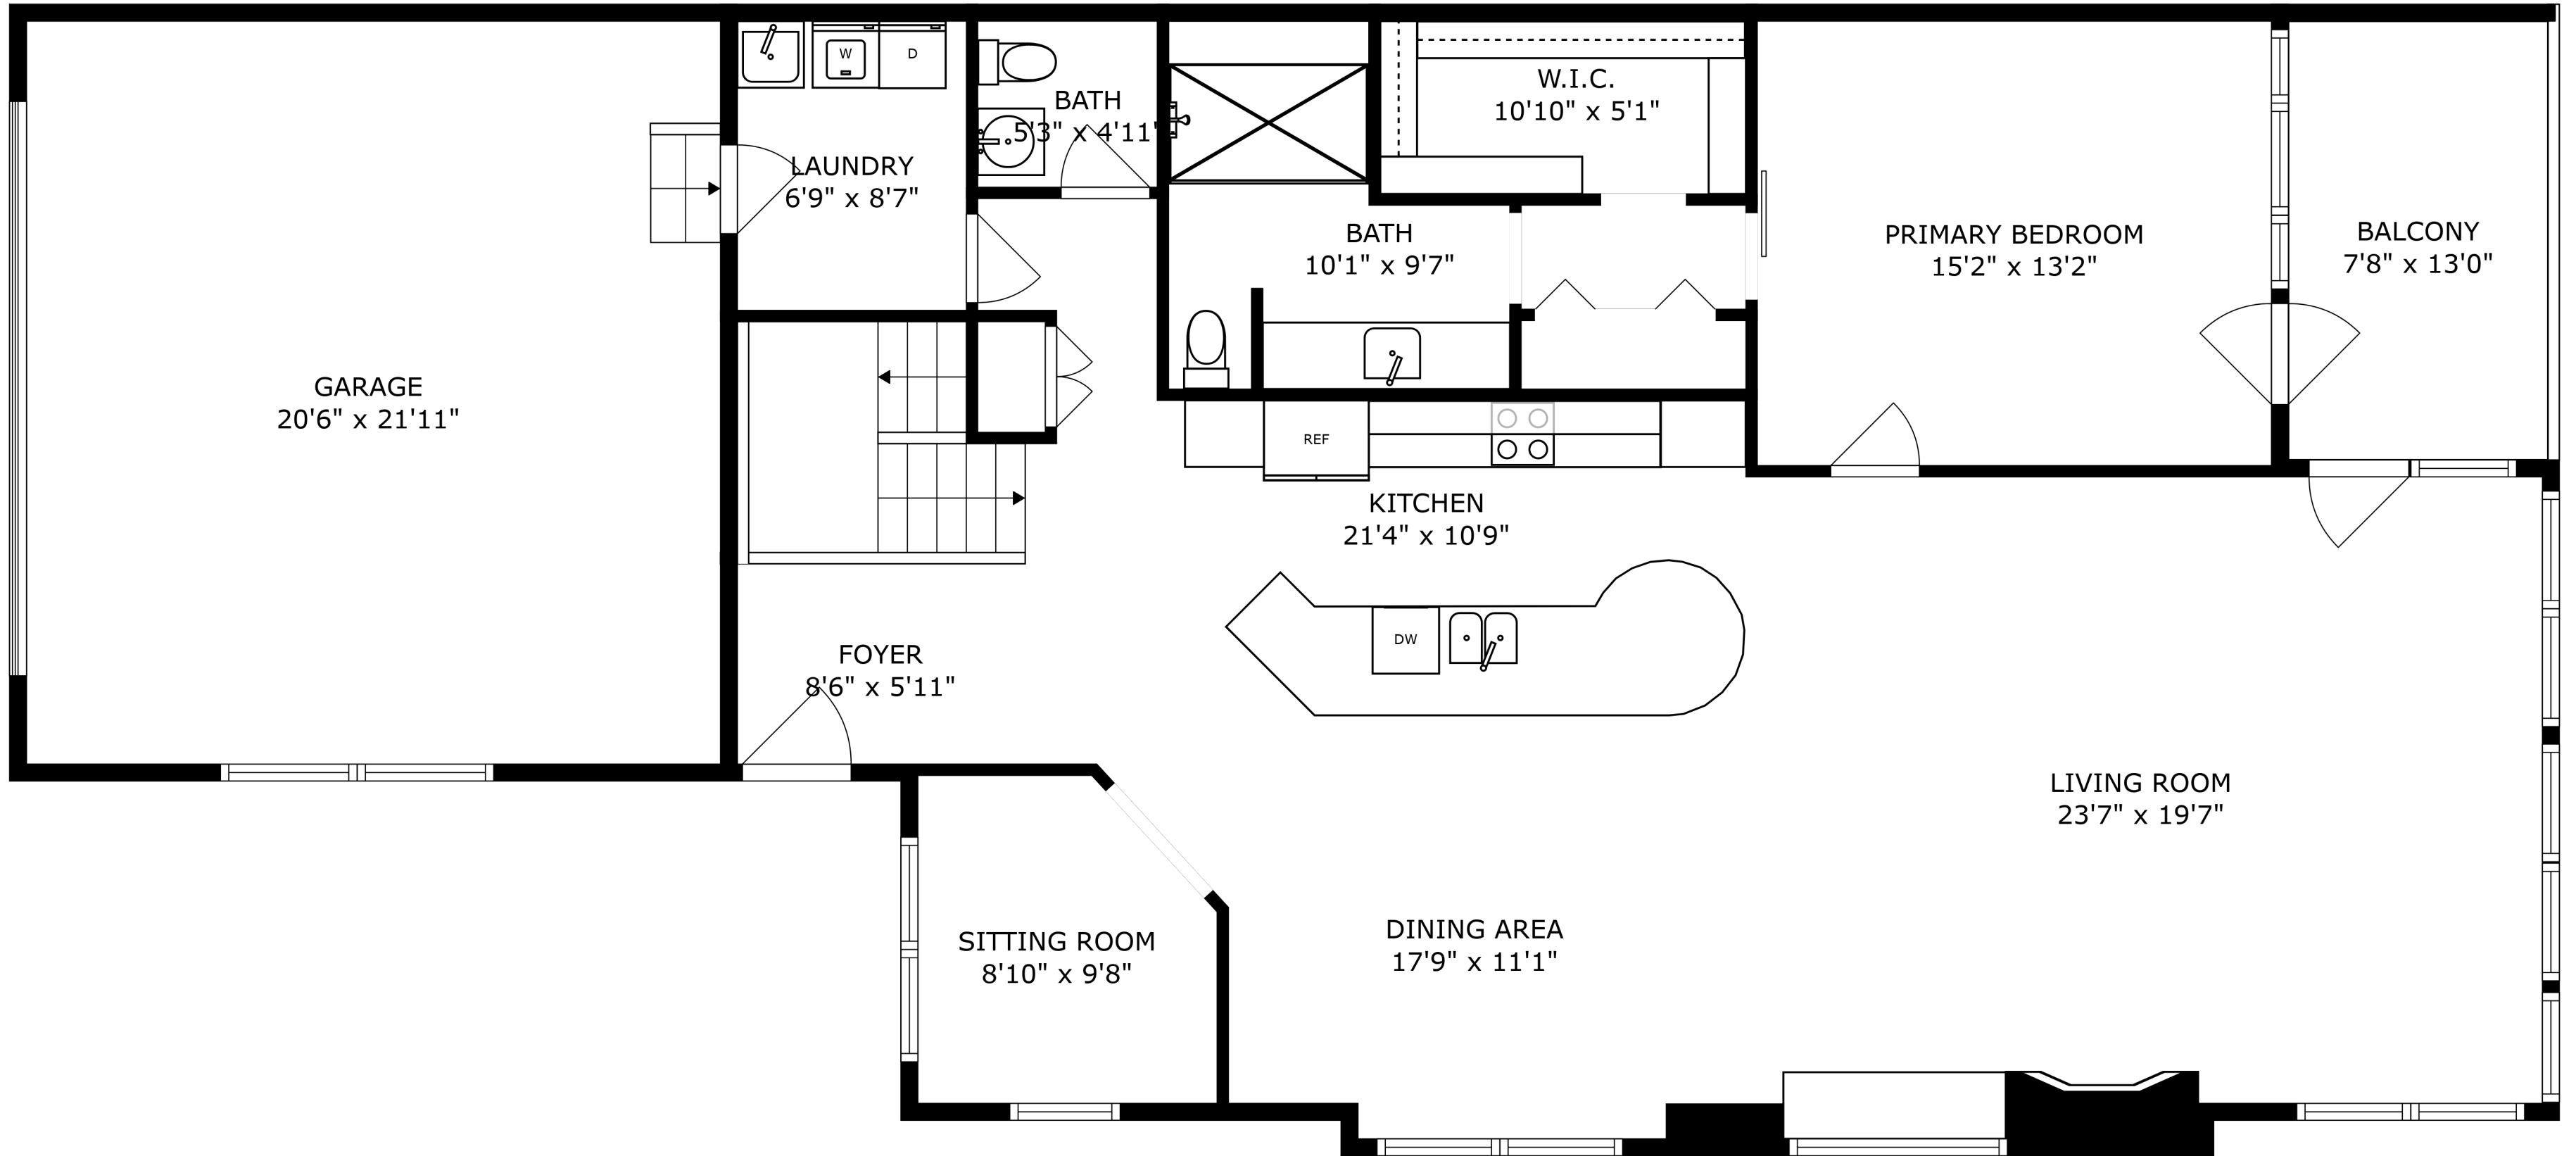 W
D
BATH
5'3" x 4'11"
W.I.C.
10'10" x 5'1"
LAUNDRY
6'9" x 8'7"
BATH
10'1" x 9'7"
PRIMARY BEDROOM
15'2" x 13'2"
BALCONY
7'8" x 13'0"
GARAGE
20'6" x 21'11"
REF
KITCHEN
21'4" x 10'9"
DW
FOYER
8'6" x 5'11"
LIVING ROOM
23'7" x 19'7"
SITTING ROOM
8'10" x 9'8"
DINING AREA
17'9" x 11'1"